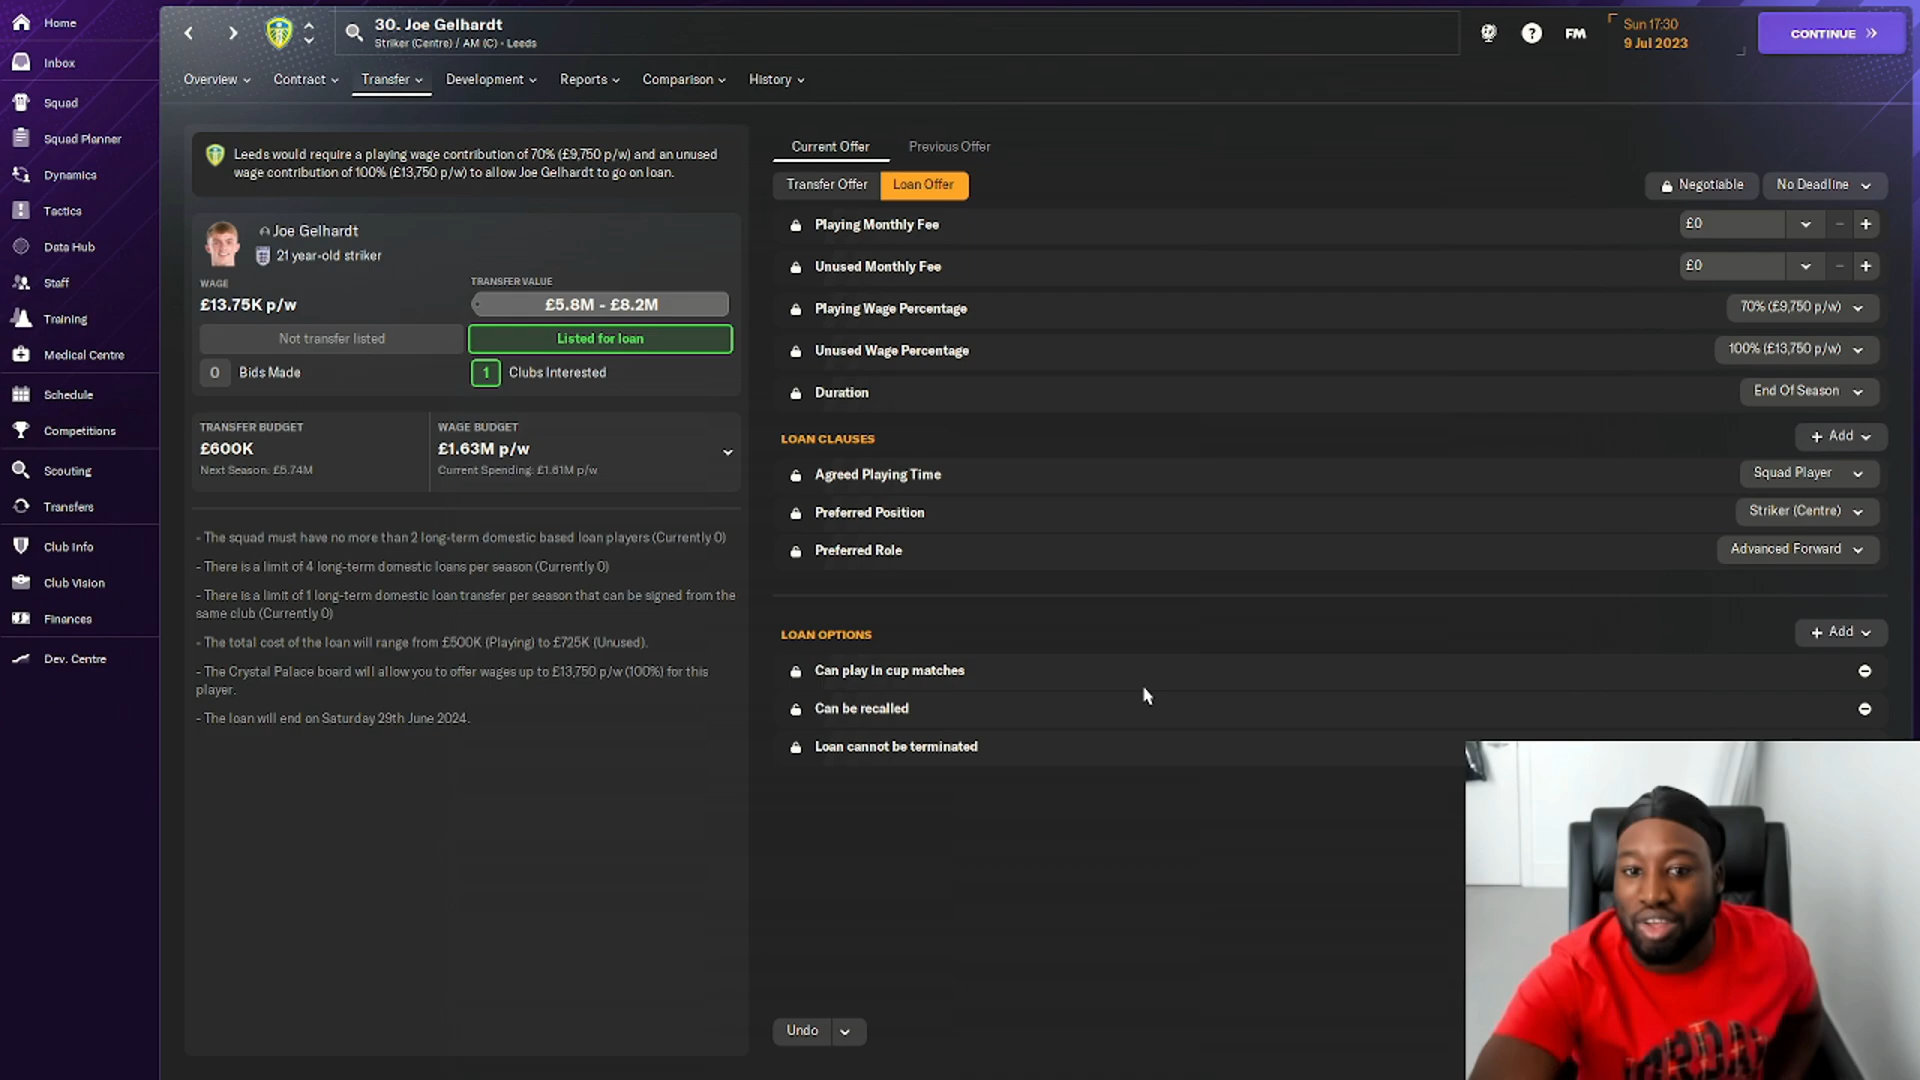 Home
Inbox
Squad
Squad Planner
Dynamics
Tactics
Data Hub
Staff
Training
Medical Centre
Schedule
Competitions
Scouting
Transfers
Club Info
Club Vision
Finances
Dev. Centre
30. Joe Gelhardt
Striker (Centre) / AM (C) - Leeds
?
FM
Sun 17:30
9 Jul 2023
CONTINUE
Overview
Contract
Transfer
Development
Reports
Comparison
History
Leeds would require a playing wage contribution of 70% (£9,750 p/w) and an unused
wage contribution of 100% (£13,750 p/w) to allow Joe Gelhardt to go on loan.
Joe Gelhardt
21 year-old striker
WAGE
£13.75K p/w
TRANSFER VALUE
£5.8M - £8.2M
Not transfer listed
Listed for loan
0 Bids Made
1 Clubs Interested
TRANSFER BUDGET
£600K
Next Season: £5.74M
WAGE BUDGET
£1.63M p/w
Current Spending: £1.61M p/w
- The squad must have no more than 2 long-term domestic based loan players (Currently 0)
- There is a limit of 4 long-term domestic loans per season (Currently 0)
- There is a limit of 1 long-term domestic loan transfer per season that can be signed from the
same club (Currently 0)
- The total cost of the loan will range from £500K (Playing) to £725K (Unused).
- The Crystal Palace board will allow you to offer wages up to £13,750 p/w (100%) for this
player.
- The loan will end on Saturday 29th June 2024.
Current Offer
Previous Offer
Transfer Offer
Loan Offer
Negotiable
No Deadline
Playing Monthly Fee £0 - +
Unused Monthly Fee £0 - +
Playing Wage Percentage 70% (£9,750 p/w)
Unused Wage Percentage 100% (£13,750 p/w)
Duration End Of Season
LOAN CLAUSES + Add
Agreed Playing Time Squad Player
Preferred Position Striker (Centre)
Preferred Role Advanced Forward
LOAN OPTIONS + Add
Can play in cup matches
Can be recalled
Loan cannot be terminated
Undo